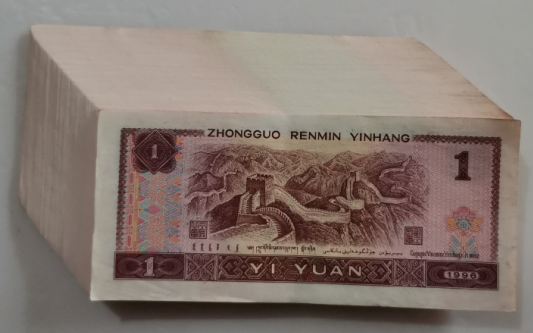 ZHONGGUO RENMIN YINHANG
1
1
1
YI YUAN
1996